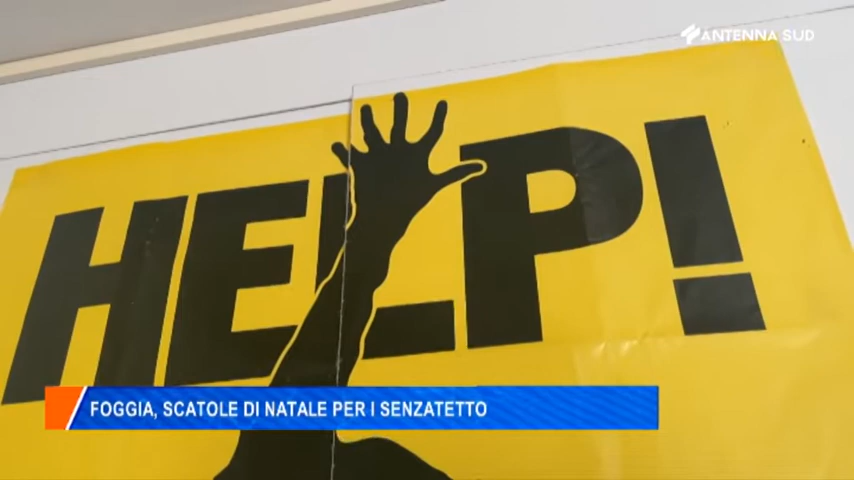 ANTENNA SUD
HELP!
FOGGIA, SCATOLE DI NATALE PER I SENZATETTO